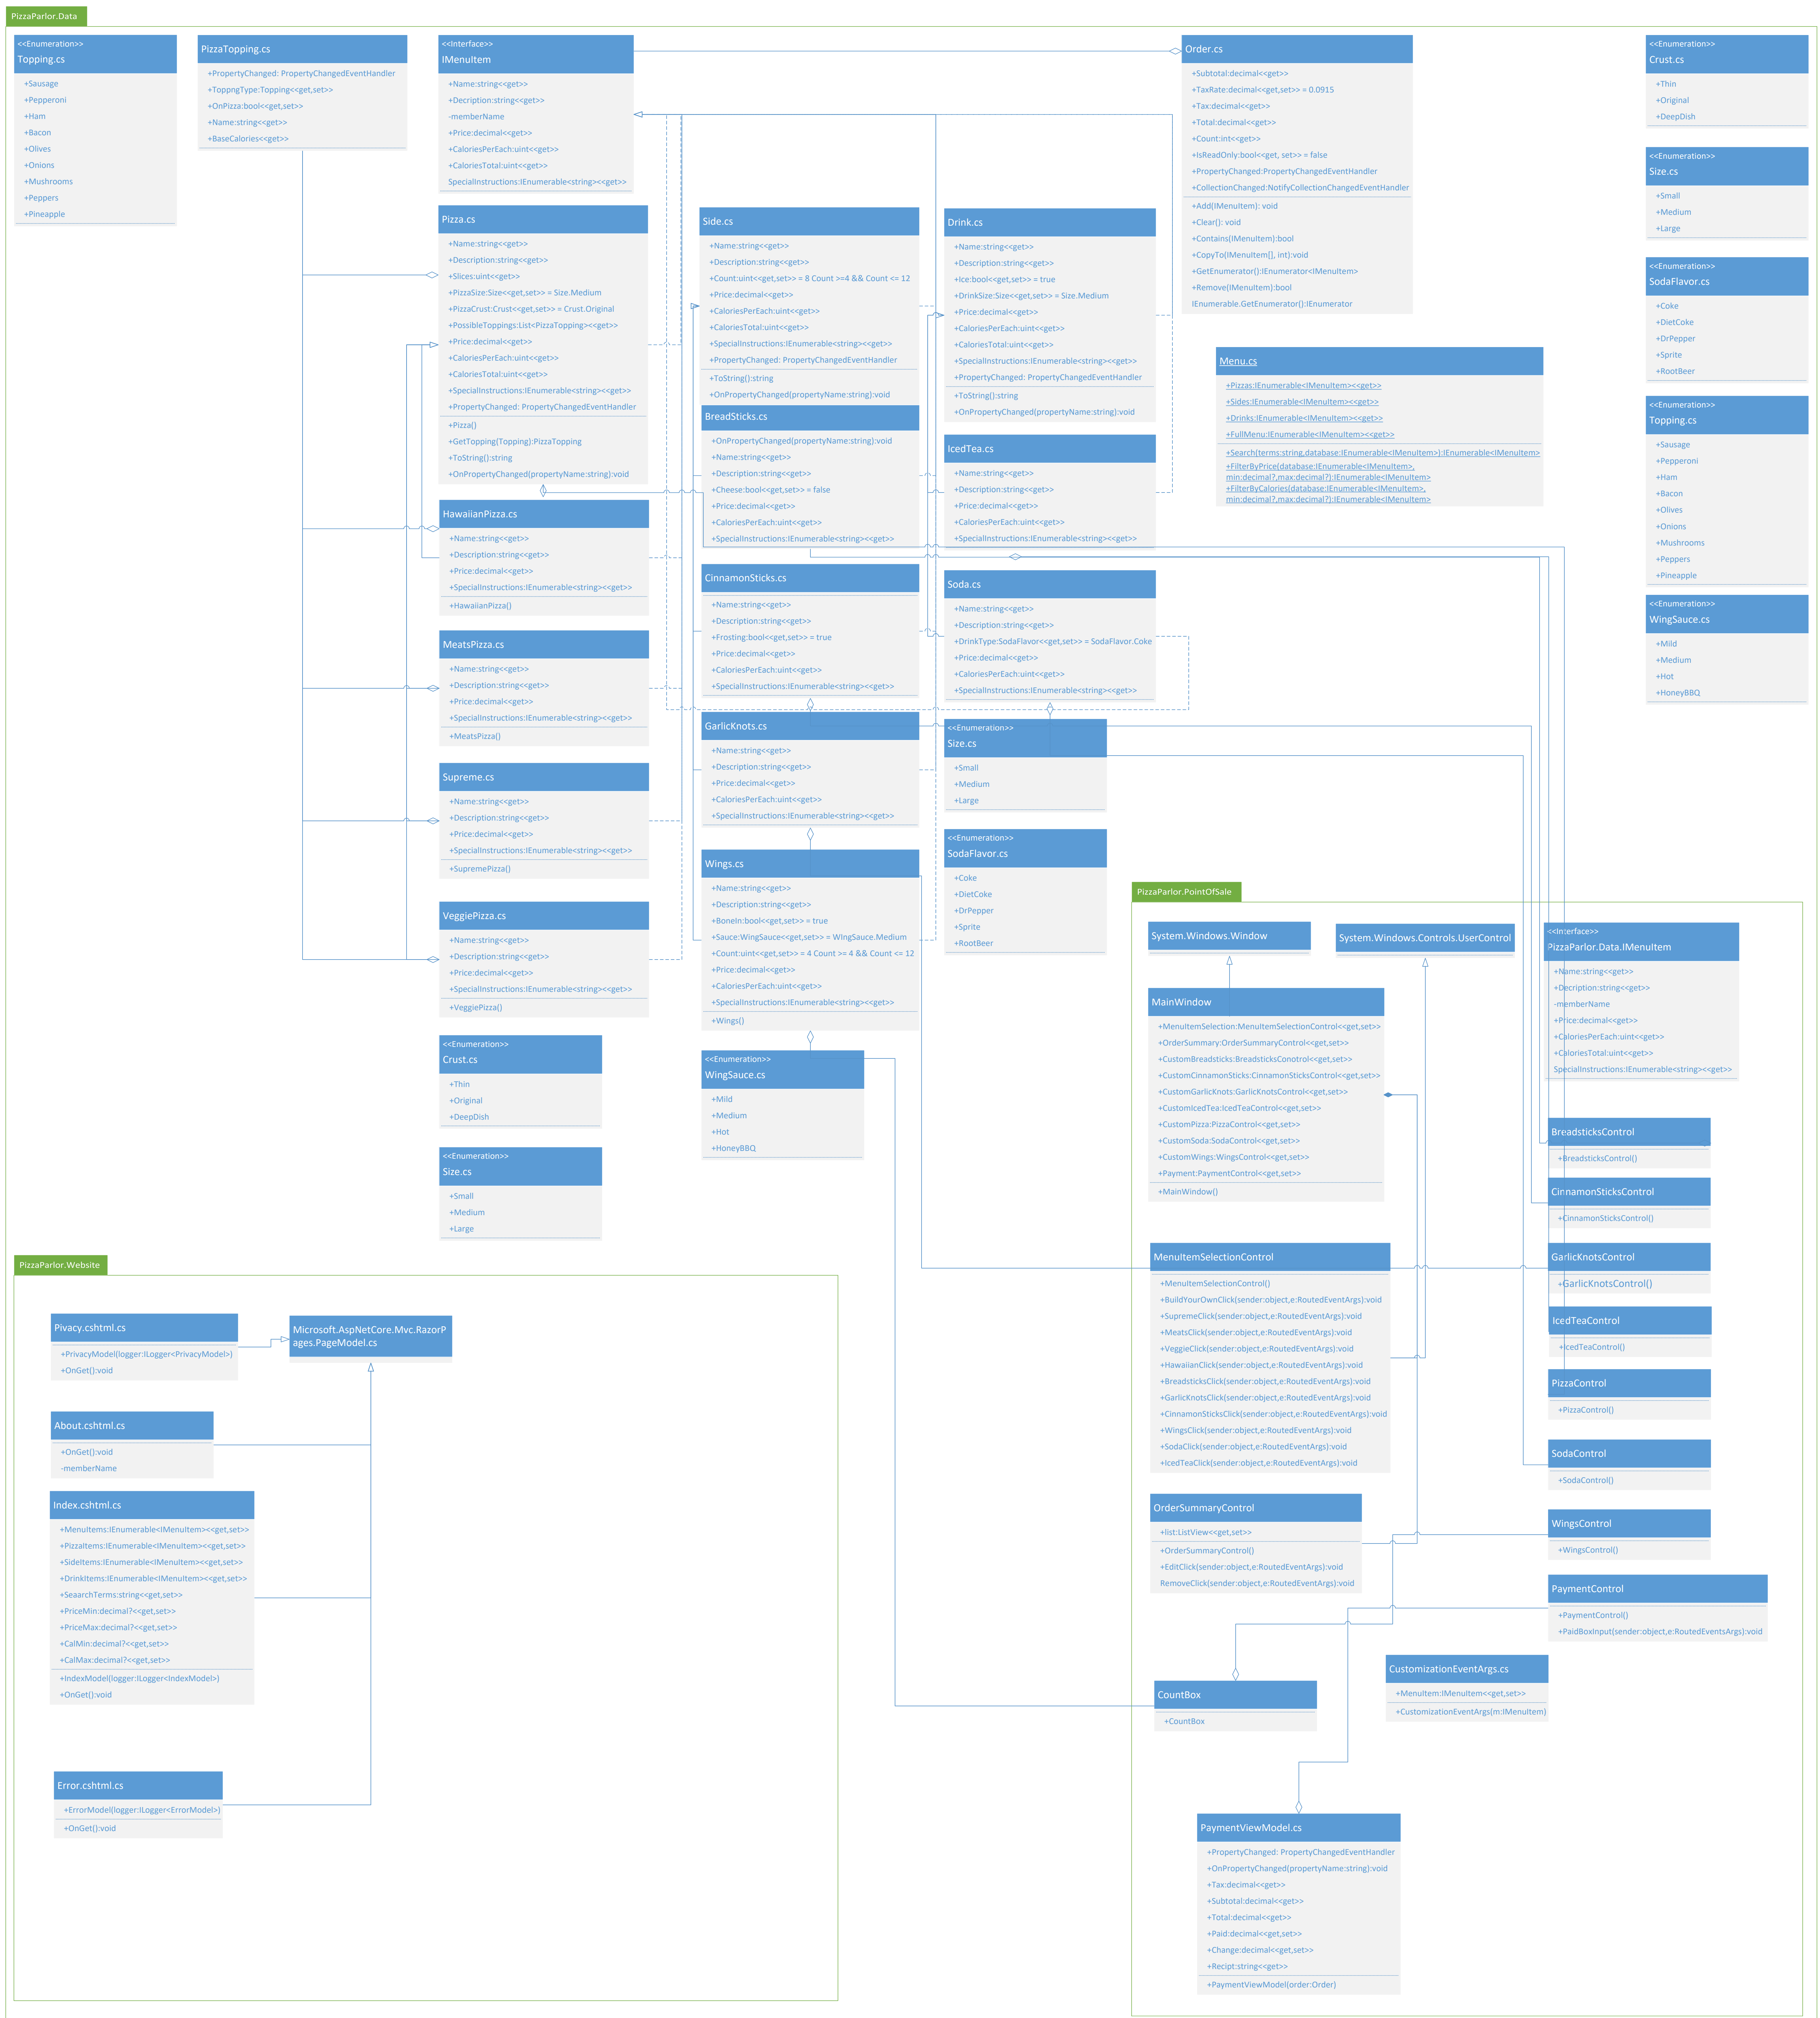 PizzaParlor.Data
<<Enumeration>>
Topping.cs
+Sausage
+Pepperoni
+Ham
+Bacon
+Olives
+Onions
+Mushrooms
+Peppers
+Pineapple
PizzaTopping.cs
+PropertyChanged: PropertyChangedEventHandler
+ToppngType:Topping<<get,set>>
+OnPizza:bool<<get,set>>
+Name:string<<get>>
+BaseCalories<<get>>
<<Interface>>
IMenuItem
+Name:string<<get>>
+Decription:string<<get>>
-memberName
+Price:decimal<<get>>
+CaloriesPerEach:uint<<get>>
+CaloriesTotal:uint<<get>>
SpecialInstructions:IEnumerable<string><<get>>
Order.cs
+Subtotal:decimal<<get>>
+TaxRate:decimal<<get,set>> = 0.0915
+Tax:decimal<<get>>
+Total:decimal<<get>>
+Count:int<<get>>
+IsReadOnly:bool<<get, set>> = false
+PropertyChanged:PropertyChangedEventHandler
+CollectionChanged:NotifyCollectionChangedEventHandler
+Add(IMenuItem): void
+Clear(): void
+Contains(IMenuItem):bool
+CopyTo(IMenuItem[], int):void
+GetEnumerator():IEnumerator<IMenuItem>
+Remove(IMenuItem):bool
IEnumerable.GetEnumerator():IEnumerator
<<Enumeration>>
Crust.cs
+Thin
+Original
+DeepDish
<<Enumeration>>
Size.cs
+Small
+Medium
+Large
<<Enumeration>>
SodaFlavor.cs
+Coke
+DietCoke
+DrPepper
+Sprite
+RootBeer
<<Enumeration>>
Topping.cs
+Sausage
+Pepperoni
+Ham
+Bacon
+Olives
+Onions
+Mushrooms
+Peppers
+Pineapple
<<Enumeration>>
WingSauce.cs
+Mild
+Medium
+Hot
+HoneyBBQ
Pizza.cs
+Name:string<<get>>
+Description:string<<get>>
+Slices:uint<<get>>
+PizzaSize:Size<<get,set>> = Size.Medium
+PizzaCrust:Crust<<get,set>> = Crust.Original
+PossibleToppings:List<PizzaTopping><<get>>
+Price:decimal<<get>>
+CaloriesPerEach:uint<<get>>
+CaloriesTotal:uint<<get>>
+SpecialInstructions:IEnumerable<string><<get>>
+PropertyChanged: PropertyChangedEventHandler
+Pizza()
+GetTopping(Topping):PizzaTopping
+ToString():string
+OnPropertyChanged(propertyName:string):void
Side.cs
+Name:string<<get>>
+Description:string<<get>>
+Count:uint<<get,set>> = 8 Count >=4 && Count <= 12
+Price:decimal<<get>>
+CaloriesPerEach:uint<<get>>
+CaloriesTotal:uint<<get>>
+SpecialInstructions:IEnumerable<string><<get>>
+PropertyChanged: PropertyChangedEventHandler
+ToString():string
+OnPropertyChanged(propertyName:string):void
Drink.cs
+Name:string<<get>>
+Description:string<<get>>
+Ice:bool<<get,set>> = true
+DrinkSize:Size<<get,set>> = Size.Medium
+Price:decimal<<get>>
+CaloriesPerEach:uint<<get>>
+CaloriesTotal:uint<<get>>
+SpecialInstructions:IEnumerable<string><<get>>
+PropertyChanged: PropertyChangedEventHandler
+ToString():string
+OnPropertyChanged(propertyName:string):void
Menu.cs
+Pizzas:IEnumerable<IMenuItem><<get>>
+Sides:IEnumerable<IMenuItem><<get>>
+Drinks:IEnumerable<IMenuItem><<get>>
+FullMenu:IEnumerable<IMenuItem><<get>>
+Search(terms:string,database:IEnumerable<IMenuItem>):IEnumerable<IMenuItem>
+FilterByPrice(database:IEnumerable<IMenuItem>,
min:decimal?,max:decimal?):IEnumerable<IMenuItem>
+FilterByCalories(database:IEnumerable<IMenuItem>,
min:decimal?,max:decimal?):IEnumerable<IMenuItem>
BreadSticks.cs
+OnPropertyChanged(propertyName:string):void
+Name:string<<get>>
+Description:string<<get>>
+Cheese:bool<<get,set>> = false
+Price:decimal<<get>>
+CaloriesPerEach:uint<<get>>
+SpecialInstructions:IEnumerable<string><<get>>
IcedTea.cs
+Name:string<<get>>
+Description:string<<get>>
+Price:decimal<<get>>
+CaloriesPerEach:uint<<get>>
+SpecialInstructions:IEnumerable<string><<get>>
HawaiianPizza.cs
+Name:string<<get>>
+Description:string<<get>>
+Price:decimal<<get>>
+SpecialInstructions:IEnumerable<string><<get>>
+HawaiianPizza()
CinnamonSticks.cs
+Name:string<<get>>
+Description:string<<get>>
+Frosting:bool<<get,set>> = true
+Price:decimal<<get>>
+CaloriesPerEach:uint<<get>>
+SpecialInstructions:IEnumerable<string><<get>>
Soda.cs
+Name:string<<get>>
+Description:string<<get>>
+DrinkType:SodaFlavor<<get,set>> = SodaFlavor.Coke
+Price:decimal<<get>>
+CaloriesPerEach:uint<<get>>
+SpecialInstructions:IEnumerable<string><<get>>
MeatsPizza.cs
+Name:string<<get>>
+Description:string<<get>>
+Price:decimal<<get>>
+SpecialInstructions:IEnumerable<string><<get>>
+MeatsPizza()
GarlicKnots.cs
+Name:string<<get>>
+Description:string<<get>>
+Price:decimal<<get>>
+CaloriesPerEach:uint<<get>>
+SpecialInstructions:IEnumerable<string><<get>>
<<Enumeration>>
Size.cs
+Small
+Medium
+Large
Supreme.cs
+Name:string<<get>>
+Description:string<<get>>
+Price:decimal<<get>>
+SpecialInstructions:IEnumerable<string><<get>>
+SupremePizza()
Wings.cs
+Name:string<<get>>
+Description:string<<get>>
+BoneIn:bool<<get,set>> = true
+Sauce:WingSauce<<get,set>> = WIngSauce.Medium
+Count:uint<<get,set>> = 4 Count >= 4 && Count <= 12
+Price:decimal<<get>>
+CaloriesPerEach:uint<<get>>
+SpecialInstructions:IEnumerable<string><<get>>
+Wings()
<<Enumeration>>
SodaFlavor.cs
+Coke
+DietCoke
+DrPepper
+Sprite
+RootBeer
VeggiePizza.cs
+Name:string<<get>>
+Description:string<<get>>
+Price:decimal<<get>>
+SpecialInstructions:IEnumerable<string><<get>>
+VeggiePizza()
<<Enumeration>>
Crust.cs
+Thin
+Original
+DeepDish
<<Enumeration>>
WingSauce.cs
+Mild
+Medium
+Hot
+HoneyBBQ
<<Enumeration>>
Size.cs
+Small
+Medium
+Large
PizzaParlor.PointOfSale
System.Windows.Window
System.Windows.Controls.UserControl
<<Interface>>
PizzaParlor.Data.IMenuItem
+Name:string<<get>>
+Decription:string<<get>>
-memberName
+Price:decimal<<get>>
+CaloriesPerEach:uint<<get>>
+CaloriesTotal:uint<<get>>
SpecialInstructions:IEnumerable<string><<get>>
MainWindow
+MenuItemSelection:MenuItemSelectionControl<<get,set>>
+OrderSummary:OrderSummaryControl<<get,set>>
+CustomBreadsticks:BreadsticksConotrol<<get,set>>
+CustomCinnamonSticks:CinnamonSticksControl<<get,set>>
+CustomGarlicKnots:GarlicKnotsControl<<get,set>>
+CustomIcedTea:IcedTeaControl<<get,set>>
+CustomPizza:PizzaControl<<get,set>>
+CustomSoda:SodaControl<<get,set>>
+CustomWings:WingsControl<<get,set>>
+Payment:PaymentControl<<get,set>>
+MainWindow()
BreadsticksControl
+BreadsticksControl()
CinnamonSticksControl
+CinnamonSticksControl()
MenuItemSelectionControl
+MenuItemSelectionControl()
+BuildYourOwnClick(sender:object,e:RoutedEventArgs):void
+SupremeClick(sender:object,e:RoutedEventArgs):void
+MeatsClick(sender:object,e:RoutedEventArgs):void
+VeggieClick(sender:object,e:RoutedEventArgs):void
+HawaiianClick(sender:object,e:RoutedEventArgs):void
+BreadsticksClick(sender:object,e:RoutedEventArgs):void
+GarlicKnotsClick(sender:object,e:RoutedEventArgs):void
+CinnamonSticksClick(sender:object,e:RoutedEventArgs):void
+WingsClick(sender:object,e:RoutedEventArgs):void
+SodaClick(sender:object,e:RoutedEventArgs):void
+IcedTeaClick(sender:object,e:RoutedEventArgs):void
GarlicKnotsControl
+GarlicKnotsControl()
IcedTeaControl
+IcedTeaControl()
PizzaControl
+PizzaControl()
SodaControl
+SodaControl()
OrderSummaryControl
+list:ListView<<get,set>>
+OrderSummaryControl()
+EditClick(sender:object,e:RoutedEventArgs):void
RemoveClick(sender:object,e:RoutedEventArgs):void
WingsControl
+WingsControl()
PaymentControl
+PaymentControl()
+PaidBoxInput(sender:object,e:RoutedEventsArgs):void
CountBox
+CountBox
CustomizationEventArgs.cs
+MenuItem:IMenuItem<<get,set>>
+CustomizationEventArgs(m:IMenuItem)
PaymentViewModel.cs
+PropertyChanged: PropertyChangedEventHandler
+OnPropertyChanged(propertyName:string):void
+Tax:decimal<<get>>
+Subtotal:decimal<<get>>
+Total:decimal<<get>>
+Paid:decimal<<get,set>>
+Change:decimal<<get,set>>
+Recipt:string<<get>>
+PaymentViewModel(order:Order)
PizzaParlor.Website
Pivacy.cshtml.cs
+PrivacyModel(logger:ILogger<PrivacyModel>)
+OnGet():void
Microsoft.AspNetCore.Mvc.RazorP
ages.PageModel.cs
About.cshtml.cs
+OnGet():void
-memberName
Index.cshtml.cs
+MenuItems:IEnumerable<IMenuItem><<get,set>>
+PizzaItems:IEnumerable<IMenuItem><<get,set>>
+SideItems:IEnumerable<IMenuItem><<get,set>>
+DrinkItems:IEnumerable<IMenuItem><<get,set>>
+SeaarchTerms:string<<get,set>>
+PriceMin:decimal?<<get,set>>
+PriceMax:decimal?<<get,set>>
+CalMin:decimal?<<get,set>>
+CalMax:decimal?<<get,set>>
+IndexModel(logger:ILogger<IndexModel>)
+OnGet():void
Error.cshtml.cs
+ErrorModel(logger:ILogger<ErrorModel>)
+OnGet():void